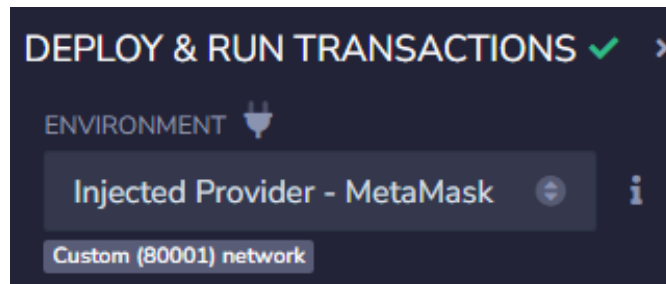 DEPLOY & RUN TRANSACTIONS
ENVIRONMENT
Injected Provider - MetaMask
Custom (80001) network